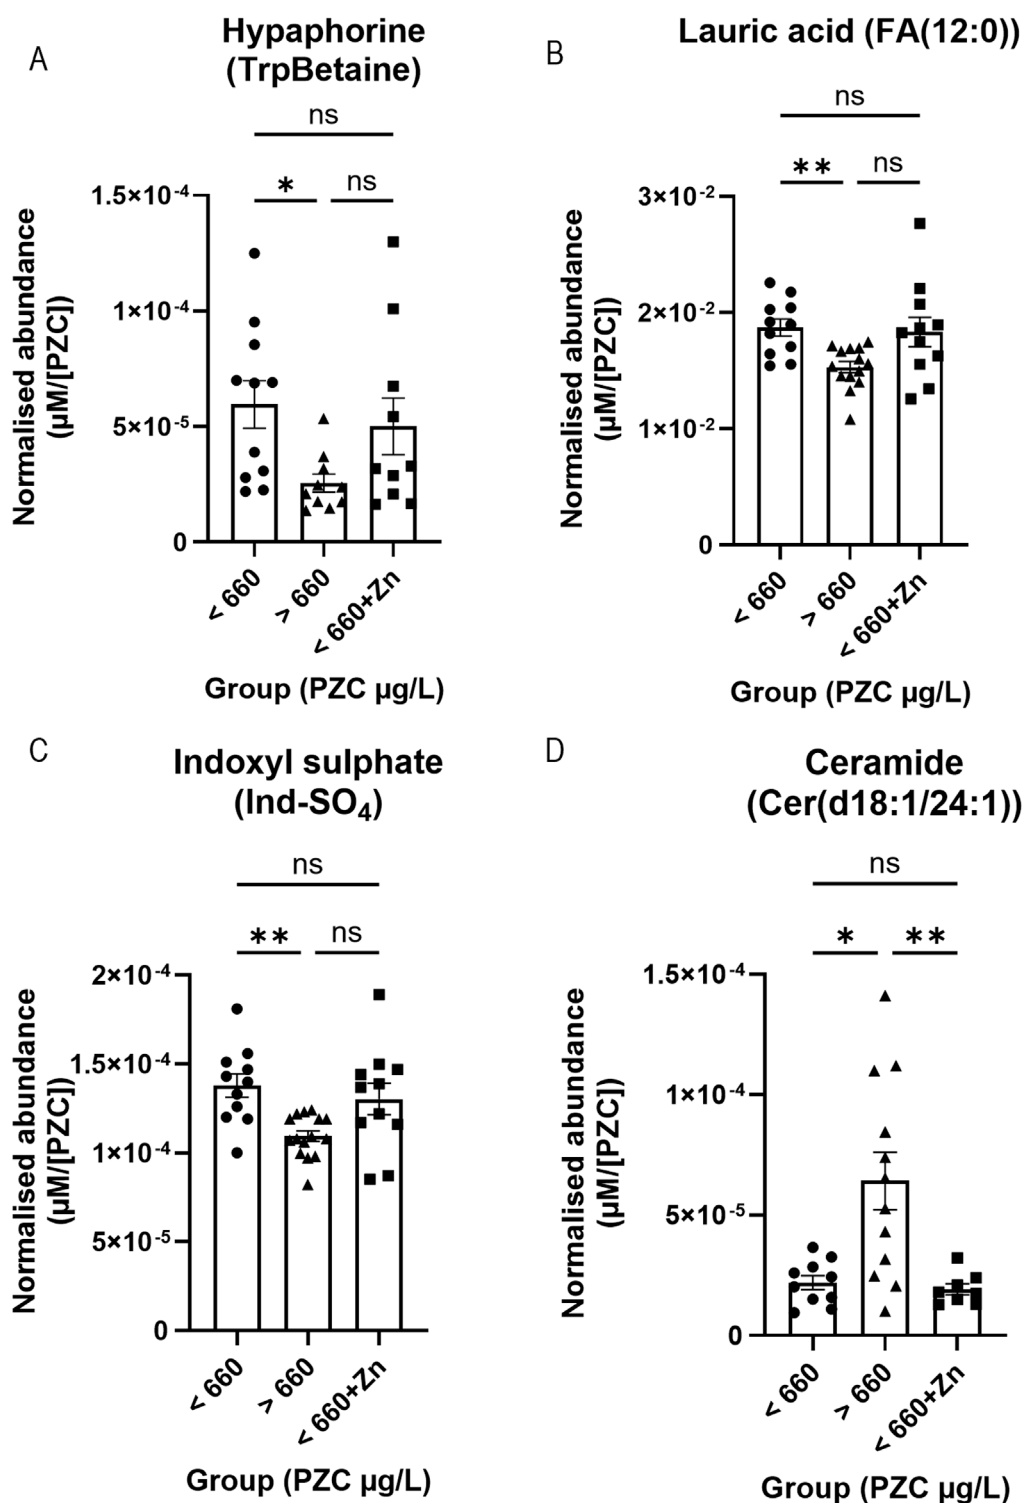 A
Hypaphorine
(TrpBetaine)
ns
*
ns
1.5×10-4
1×10-4
5×10-5
0
Normalised abundance
(µM/[PZC])
< 660
> 660
< 660+Zn
Group (PZC µg/L)
B
Lauric acid (FA(12:0))
ns
**
ns
3×10-2
2×10-2
1×10-2
0
Normalised abundance
(µM/[PZC])
< 660
> 660
< 660+Zn
Group (PZC µg/L)
C
Indoxyl sulphate
(Ind-SO4)
ns
**
ns
2×10-4
1.5×10-4
1×10-4
5×10-5
0
Normalised abundance
(µM/[PZC])
< 660
> 660
< 660+Zn
Group (PZC µg/L)
D
Ceramide
(Cer(d18:1/24:1))
ns
*
**
1.5×10-4
1×10-4
5×10-5
0
Normalised abundance
(µM/[PZC])
< 660
> 660
< 660+Zn
Group (PZC µg/L)